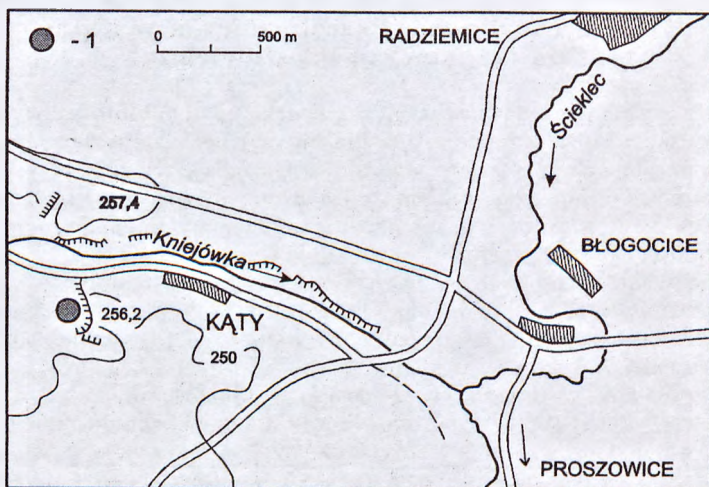 - 1
0 500 m
RADZIEMICE
Ścieklec
257,4
Kniejówka
BŁOGOCICE
256,2
KĄTY
250
PROSZOWICE